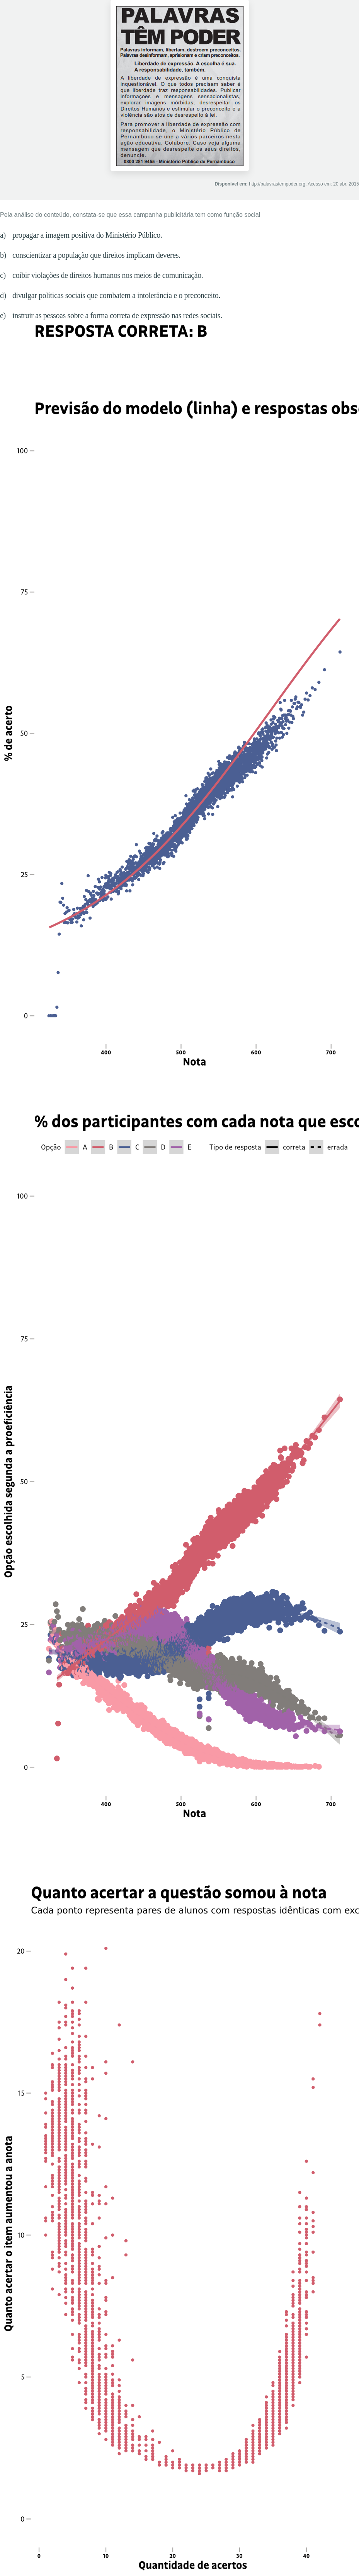 PALAVRAS
TÊM PODER
Palavras informam, libertam, destroem preconceitos.
Palavras desinformam, aprisionam e criam preconceitos.
Liberdade de expressão. A escolha é sua.
A responsabilidade, também.
A liberdade de expressão é uma conquista
inquestionável. O que todos precisam saber é
que liberdade traz responsabilidades. Publicar
informações e mensagens sensacionalistas,
explorar imagens mórbidas, desrespeitar os
Direitos Humanos e estimular o preconceito e a
violência são atos de desrespeito à lei.
Para promover a liberdade de expressão com
responsabilidade, o Ministério Público de
Pernambuco se une a vários parceiros nesta
ação educativa. Colabore. Caso veja alguma
mensagem que desrespeite os seus direitos,
denuncie.
0800 281 9455 - Ministério Público de Pernambuco
Disponível em: http://palavrastempoder.org. Acesso em: 20 abr. 2015
Pela análise do conteúdo, constata-se que essa campanha publicitária tem como função social
a) propagar a imagem positiva do Ministério Público.
b) conscientizar a população que direitos implicam deveres.
c) coibir violações de direitos humanos nos meios de comunicação.
d) divulgar políticas sociais que combatem a intolerância e o preconceito.
e) instruir as pessoas sobre a forma correta de expressão nas redes sociais.
RESPOSTA CORRETA: B
Previsão do modelo (linha) e respostas obs
100
75
50
25
0
% de acerto
400 500 600 700
Nota
% dos participantes com cada nota que esco
Opção A B C D E Tipo de resposta correta errada
100
75
50
25
0
Opção escolhida segunda a proeficiência
400 500 600 700
Nota
Quanto acertar a questão somou à nota
Cada ponto representa pares de alunos com respostas idênticas com exc
20
15
10
5
0
Quanto acertar o item aumentou a anota
0 10 20 30 40
Quantidade de acertos